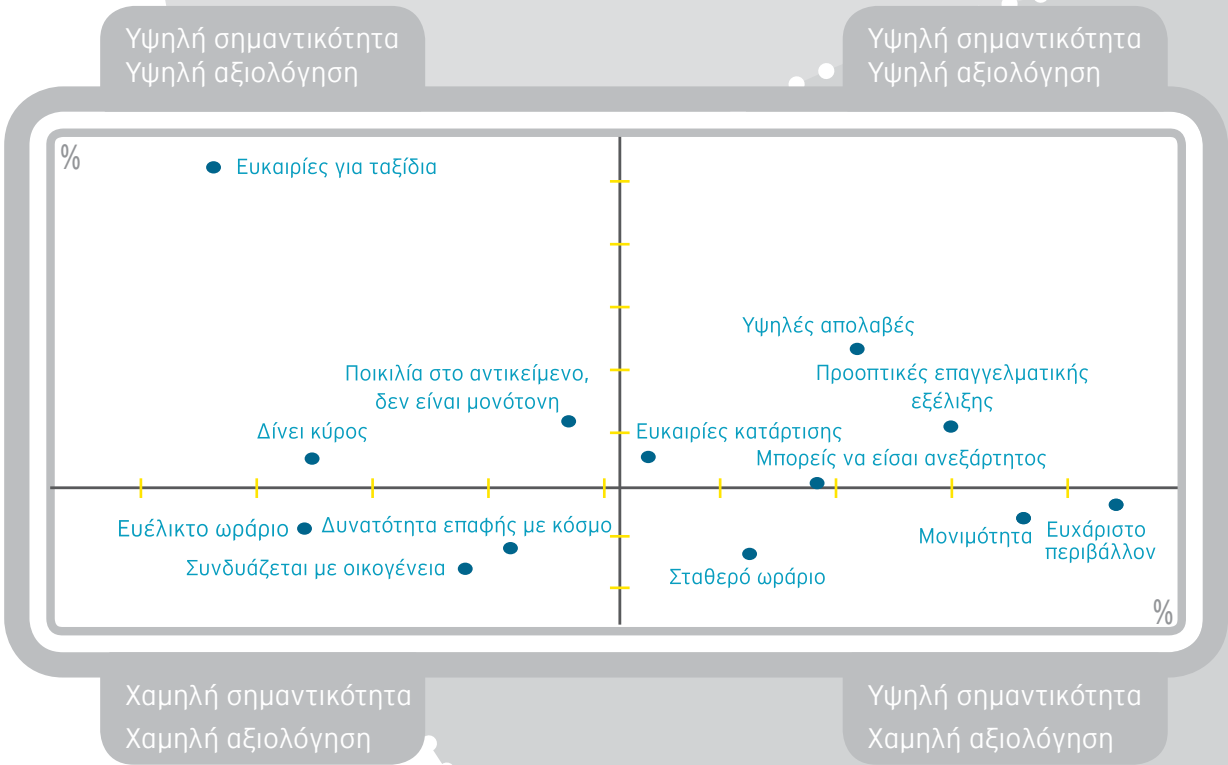 Υψηλή σημαντικότητα
Υψηλή αξιολόγηση
Υψηλή σημαντικότητα
Υψηλή αξιολόγηση
%
Ευκαιρίες για ταξίδια
Υψηλές απολαβές
Ποικιλία στο αντικείμενο,
δεν είναι μονότονη
Προοπτικές επαγγελματικής
εξέλιξης
Δίνει κύρος
Ευκαιρίες κατάρτισης
Μπορείς να είσαι ανεξάρτητος
Ευέλικτο ωράριο
Δυνατότητα επαφής με κόσμο
Συνδυάζεται με οικογένεια
Σταθερό ωράριο
Μονιμότητα
Ευχάριστο
περιβάλλον
%
Χαμηλή σημαντικότητα
Χαμηλή αξιολόγηση
Υψηλή σημαντικότητα
Χαμηλή αξιολόγηση